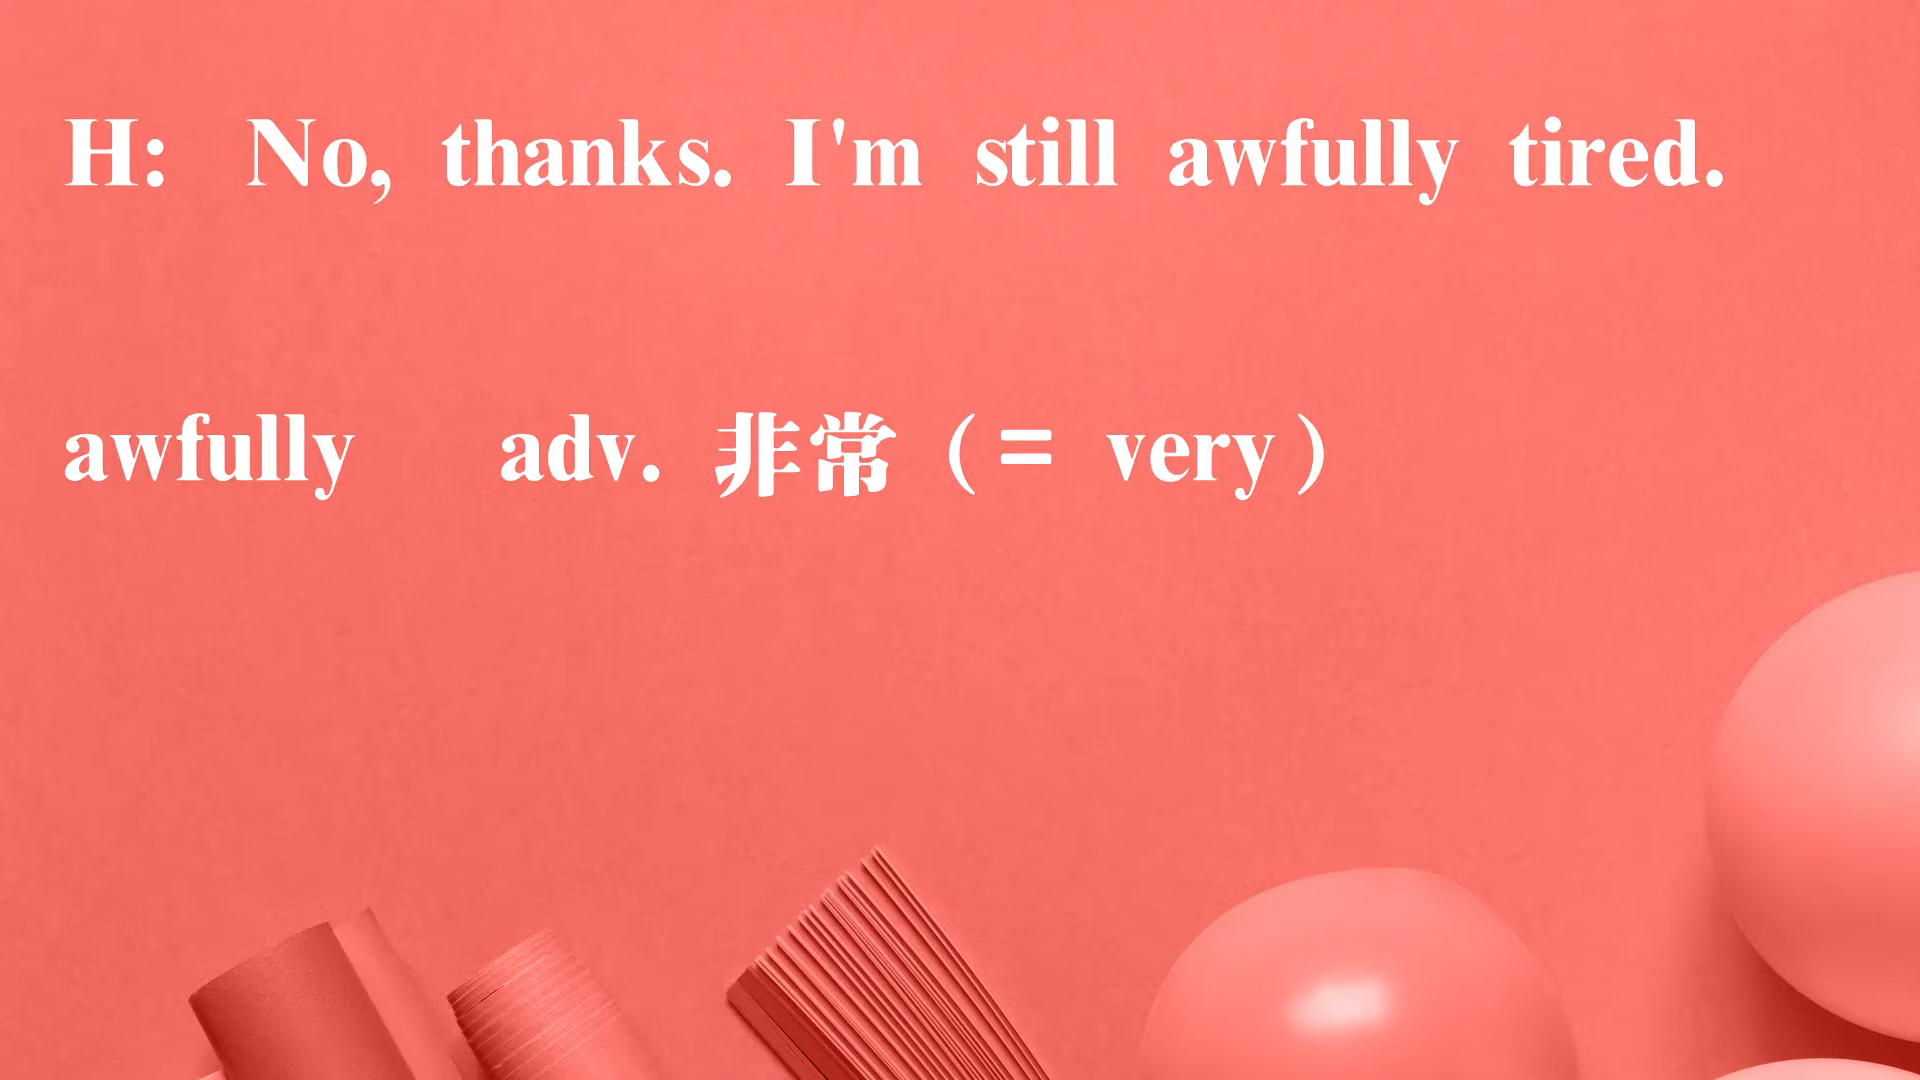 H: No, thanks. I'm still awfully tired.
awfully adv. 非常 (= very)